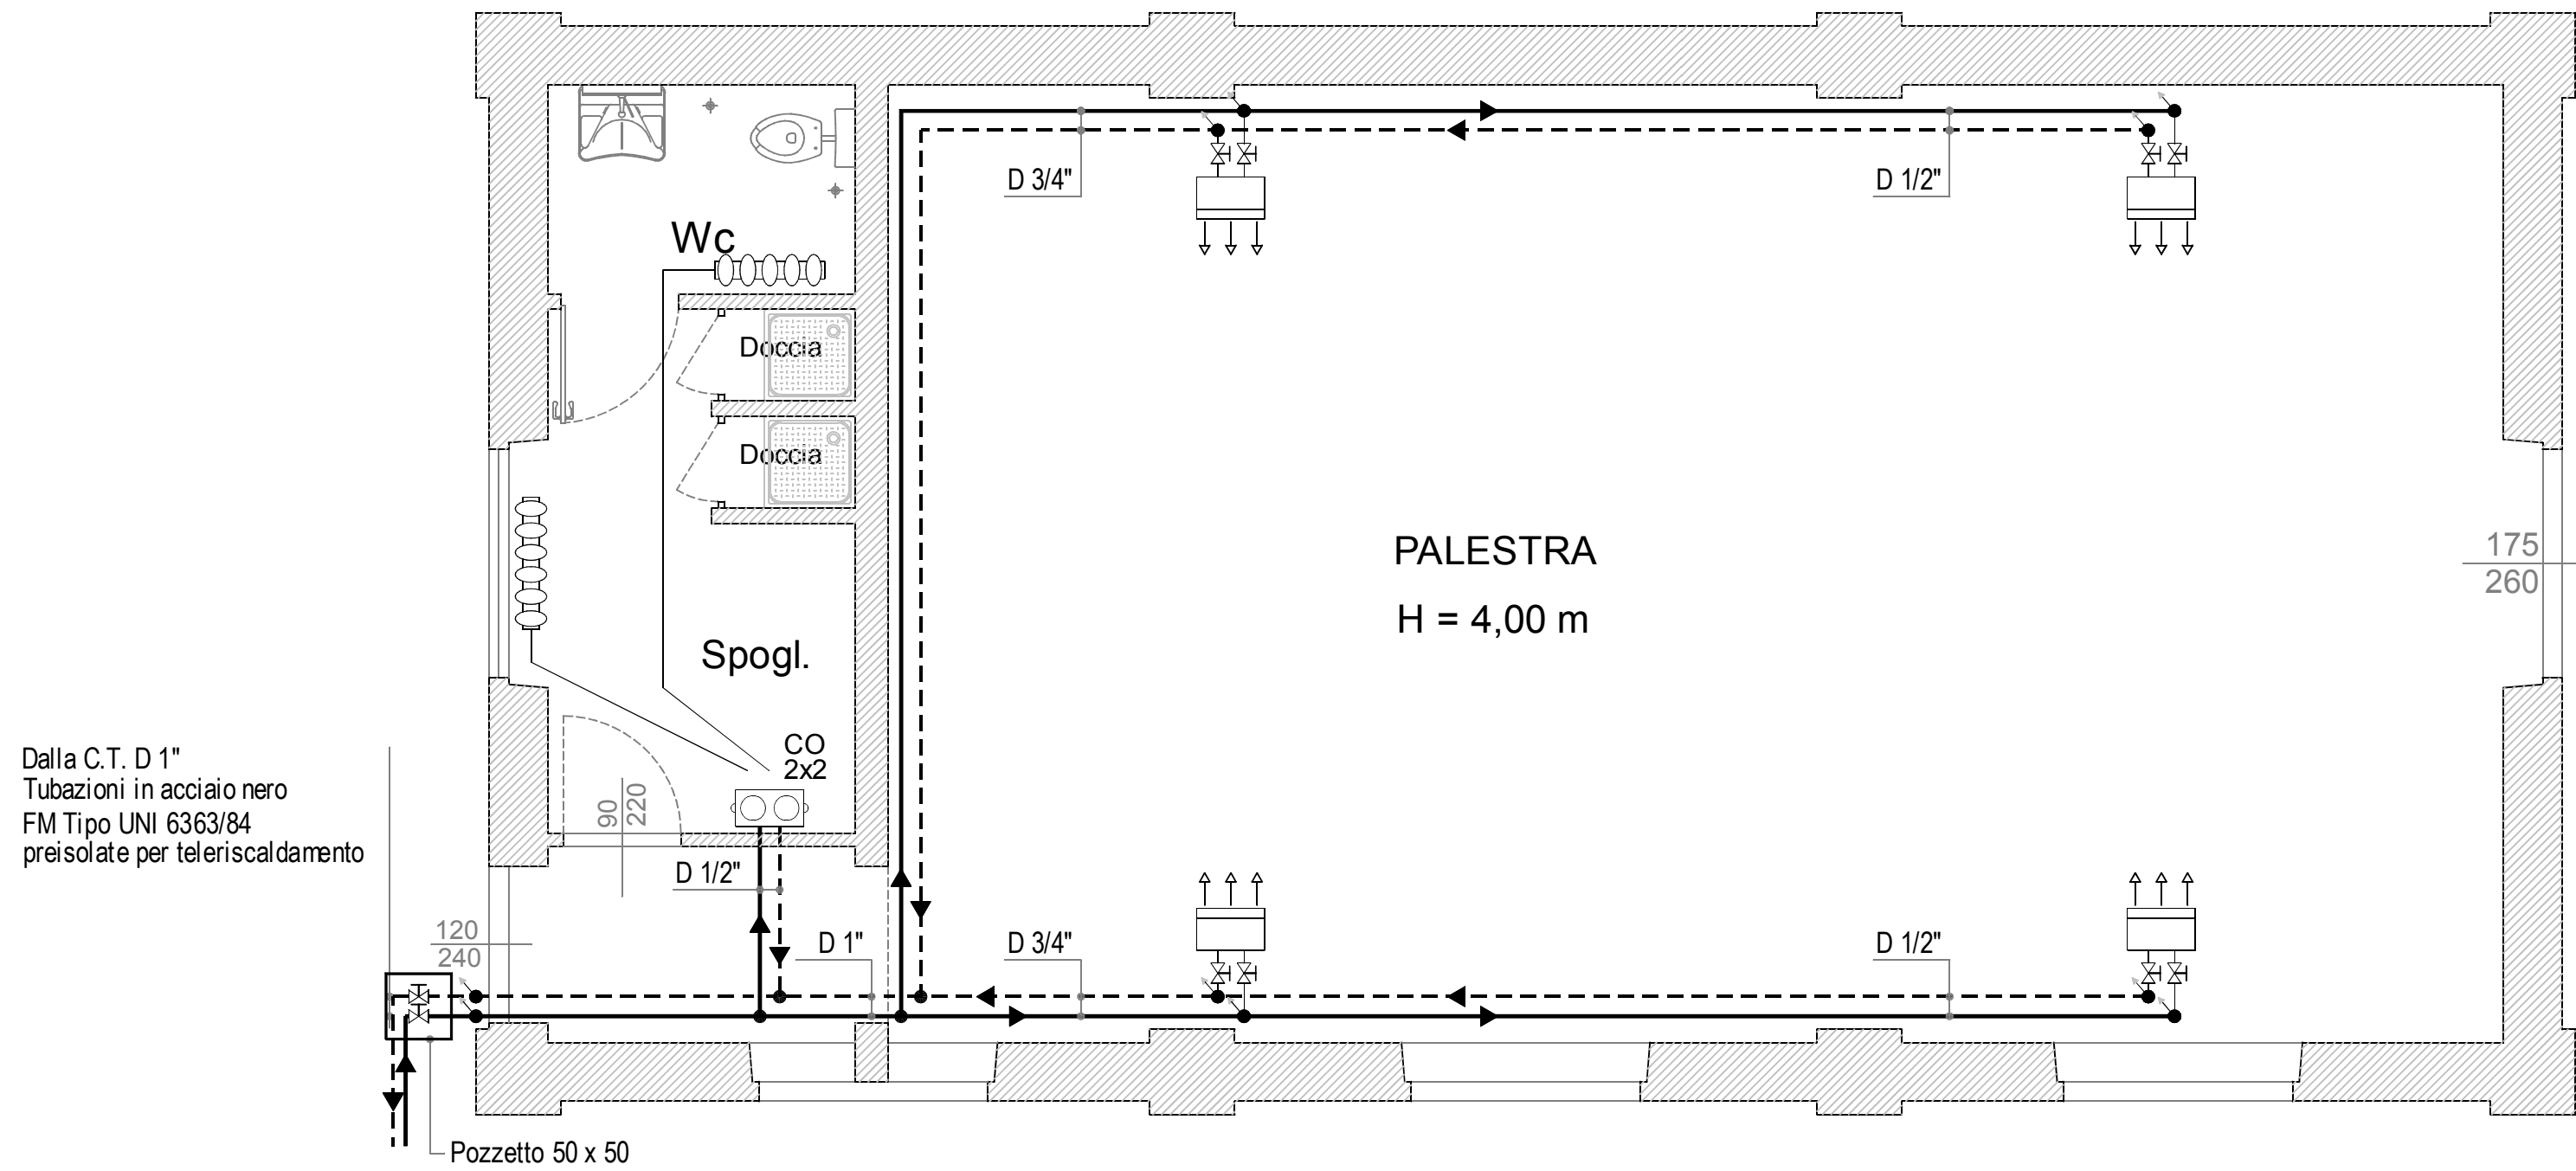 D 3/4"
D 1/2"
Wc
Doccia
Doccia
PALESTRA
H = 4,00 m
175
260
Spogl.
CO
2x2
90
220
Dalla C.T. D 1"
Tubazioni in acciaio nero
FM Tipo UNI 6363/84
preisolate per teleriscaldamento
D 1/2"
120
240
D 1"
D 3/4"
D 1/2"
Pozzetto 50 x 50